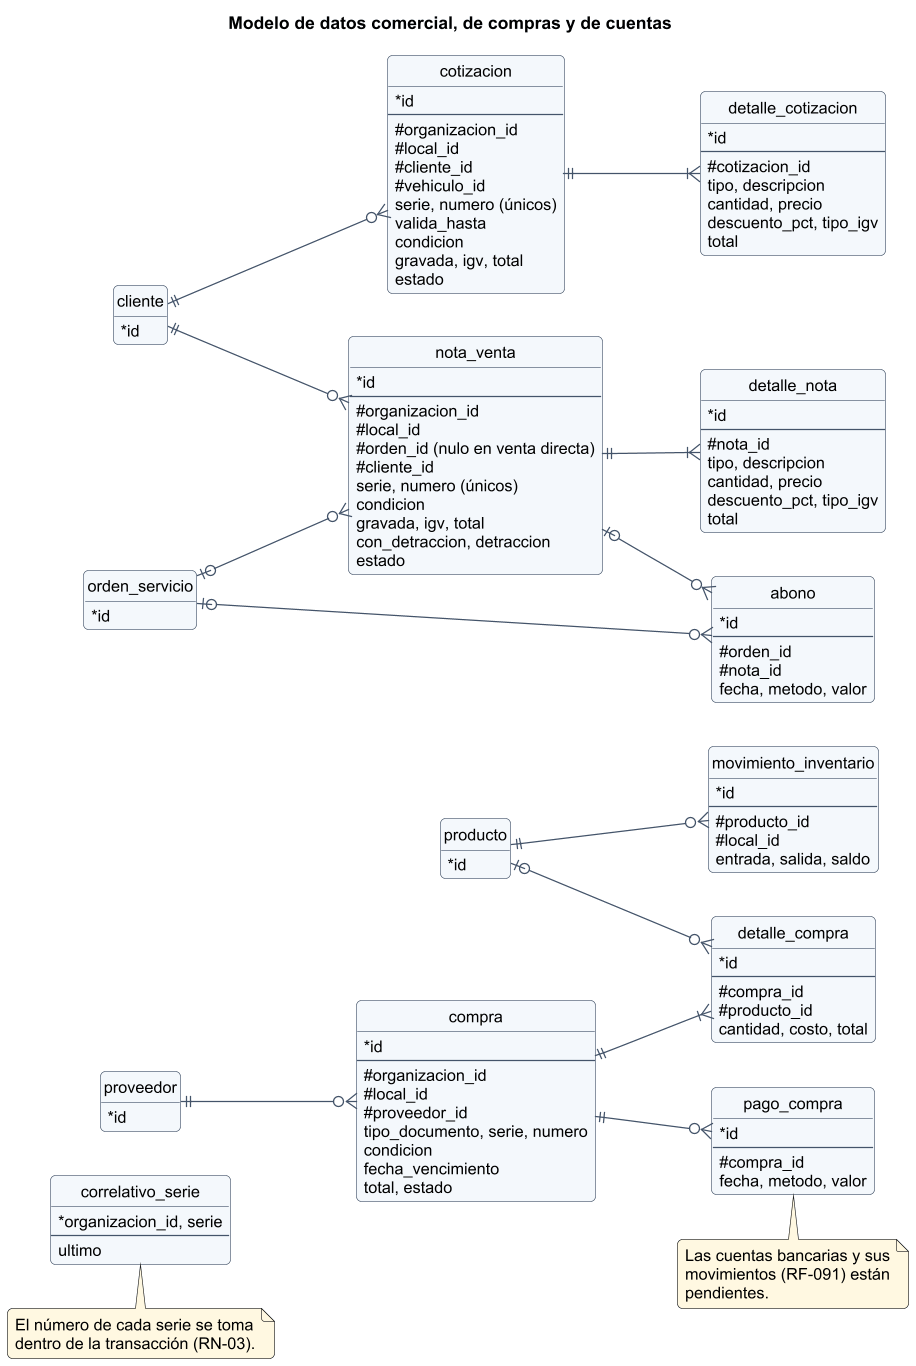 Modelo de datos comercial, de compras y de cuentas
cotizacion
*id
#organizacion_id
#local_id
#cliente_id
#vehiculo_id
serie, numero (únicos)
valida_hasta
condicion
gravada, igv, total
estado
detalle_cotizacion
*id
#cotizacion_id
tipo, descripcion
cantidad, precio
descuento_pct, tipo_igv
total
cliente
*id
nota_venta
*id
#organizacion_id
#local_id
#orden_id (nulo en venta directa)
#cliente_id
serie, numero (únicos)
condicion
gravada, igv, total
con_detraccion, detraccion
estado
detalle_nota
*id
#nota_id
tipo, descripcion
cantidad, precio
descuento_pct, tipo_igv
total
orden_servicio
*id
abono
*id
#orden_id
#nota_id
fecha, metodo, valor
movimiento_inventario
*id
#producto_id
#local_id
entrada, salida, saldo
producto
*id
detalle_compra
*id
#compra_id
#producto_id
cantidad, costo, total
compra
*id
#organizacion_id
#local_id
#proveedor_id
tipo_documento, serie, numero
condicion
fecha_vencimiento
total, estado
proveedor
*id
pago_compra
*id
#compra_id
fecha, metodo, valor
correlativo_serie
*organizacion_id, serie
ultimo
Las cuentas bancarias y sus
movimientos (RF-091) están
pendientes.
El número de cada serie se toma
dentro de la transacción (RN-03).